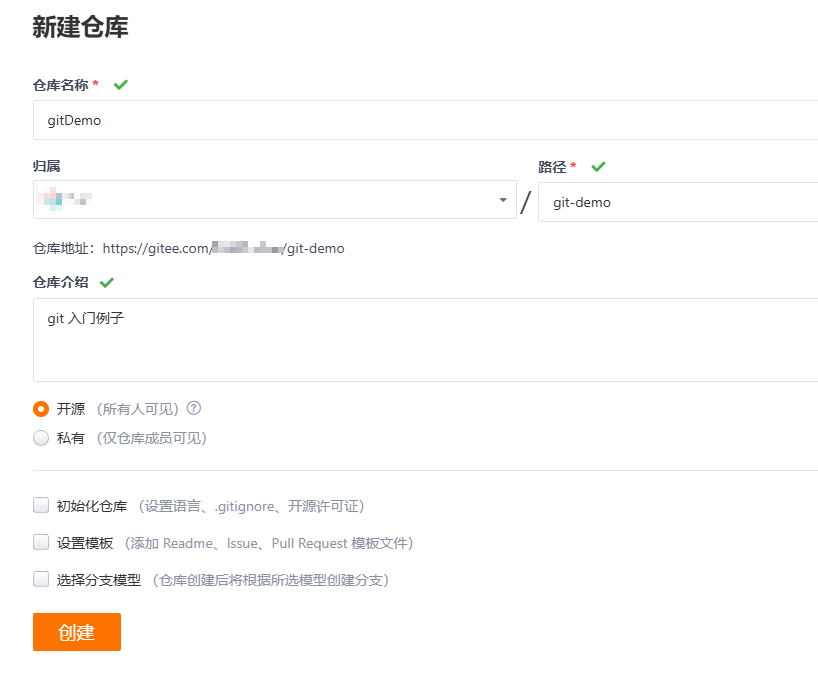 新建仓库
仓库名称 *
gitDemo
归属 路径 *
/ git-demo
仓库地址：https://gitee.com/ /git-demo
仓库介绍
git 入门例子
开源 （所有人可见） ?
私有 （仅仓库成员可见）
初始化仓库 （设置语言、.gitignore、开源许可证）
设置模板 （添加 Readme、Issue、Pull Request 模板文件）
选择分支模型 （仓库创建后将根据所选模型创建分支）
创建